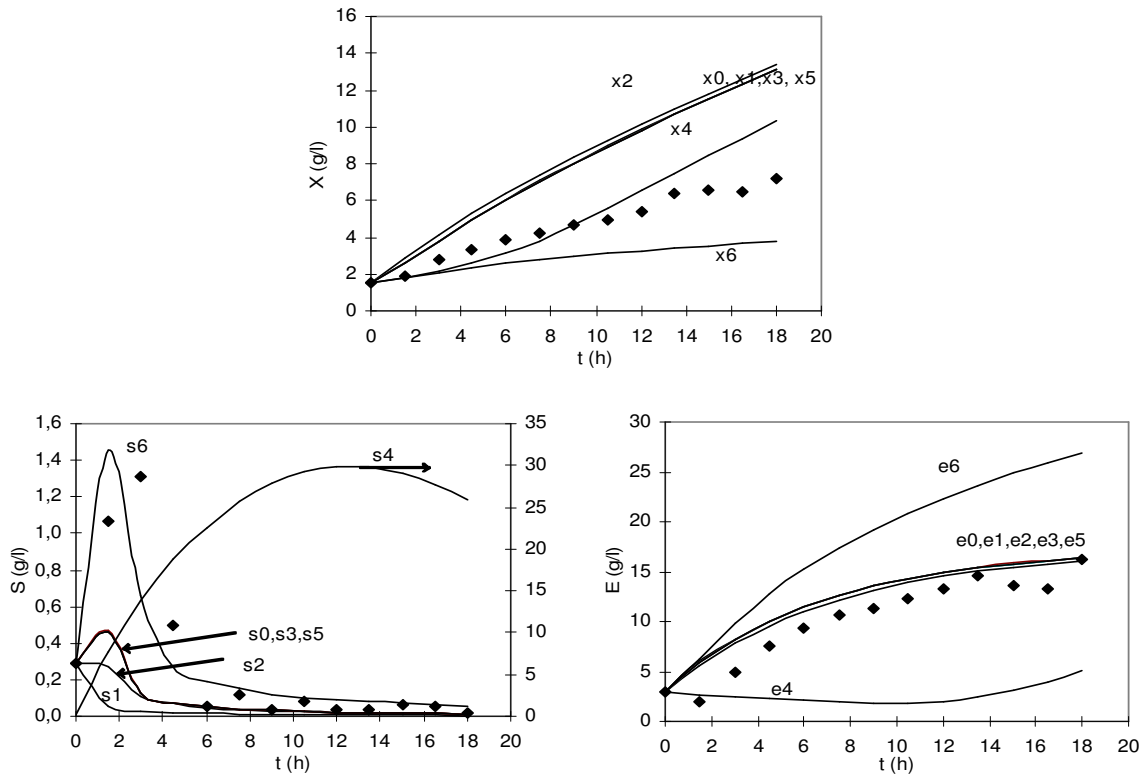 16
14
12
10
8
6
4
2
0
X (g/l)
x2
x0, x1,x3, x5
x4
x6
0 2 4 6 8 10 12 14 16 18 20
t (h)
1,6
1,4
1,2
1,0
0,8
0,6
0,4
0,2
0,0
S (g/l)
35
30
25
20
15
10
5
0
s6
s4
s0,s3,s5
s2
s1
0 2 4 6 8 10 12 14 16 18 20
t (h)
30
25
20
15
10
5
0
E (g/l)
e6
e0,e1,e2,e3,e5
e4
0 2 4 6 8 10 12 14 16 18 20
t (h)